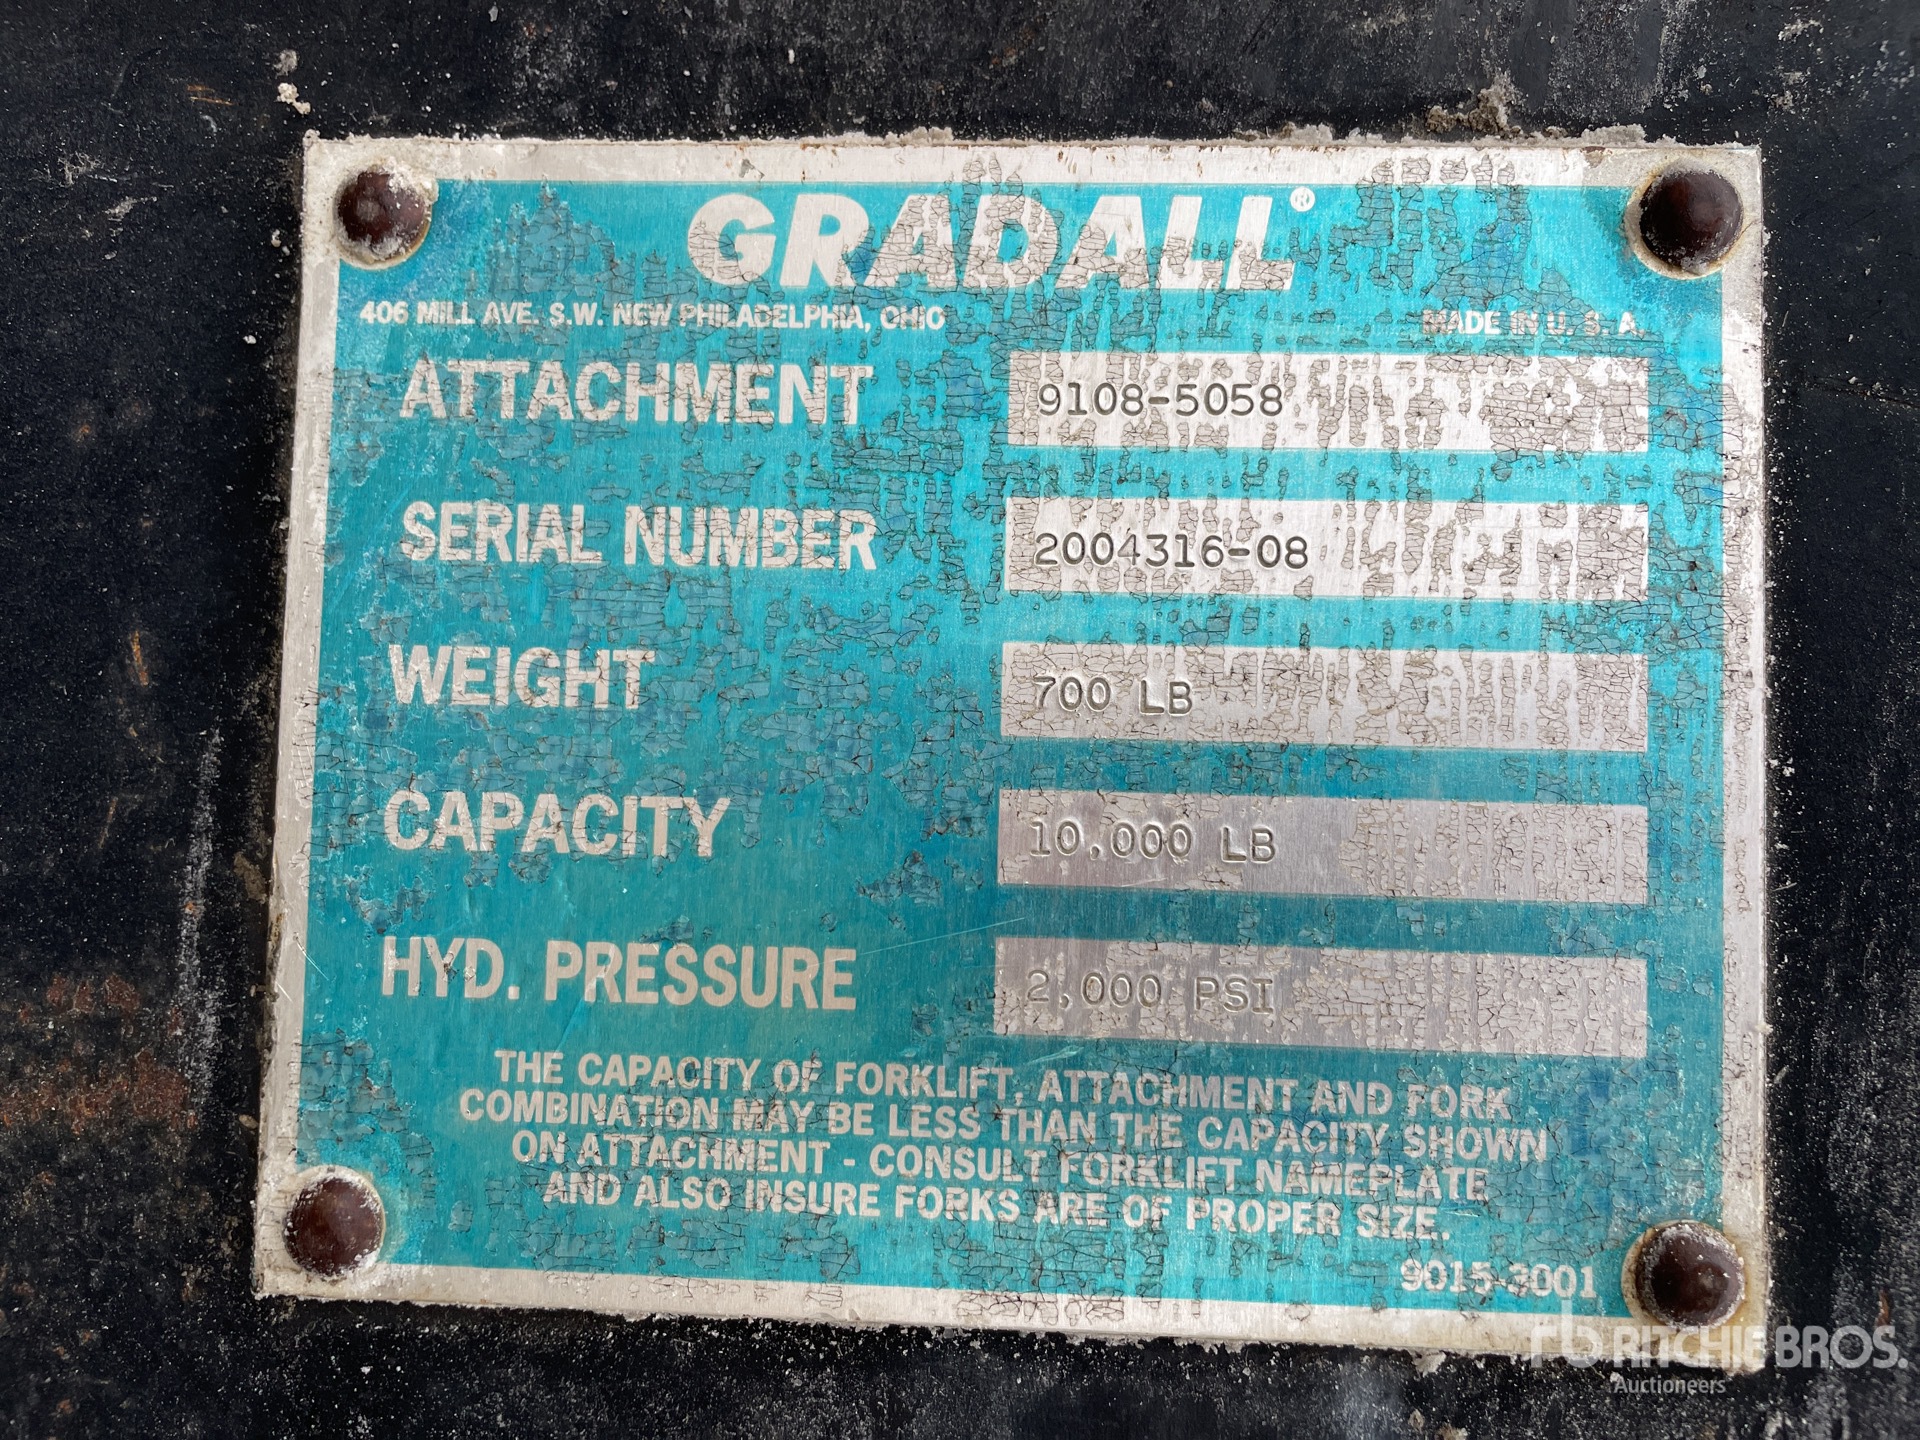 GRADALL®
406 MILL AVE. S.W. NEW PHILADELPHIA, OHIO MADE IN U. S. A.
ATTACHMENT 9108-5058
SERIAL NUMBER 2004316-08
WEIGHT 700 LB
CAPACITY 10,000 LB
HYD. PRESSURE 2,000 PSI
THE CAPACITY OF FORKLIFT, ATTACHMENT AND FORK
COMBINATION MAY BE LESS THAN THE CAPACITY SHOWN
ON ATTACHMENT - CONSULT FORKLIFT NAMEPLATE
AND ALSO INSURE FORKS ARE OF PROPER SIZE.
9015-3001
rb RITCHIE BROS.
Auctioneers